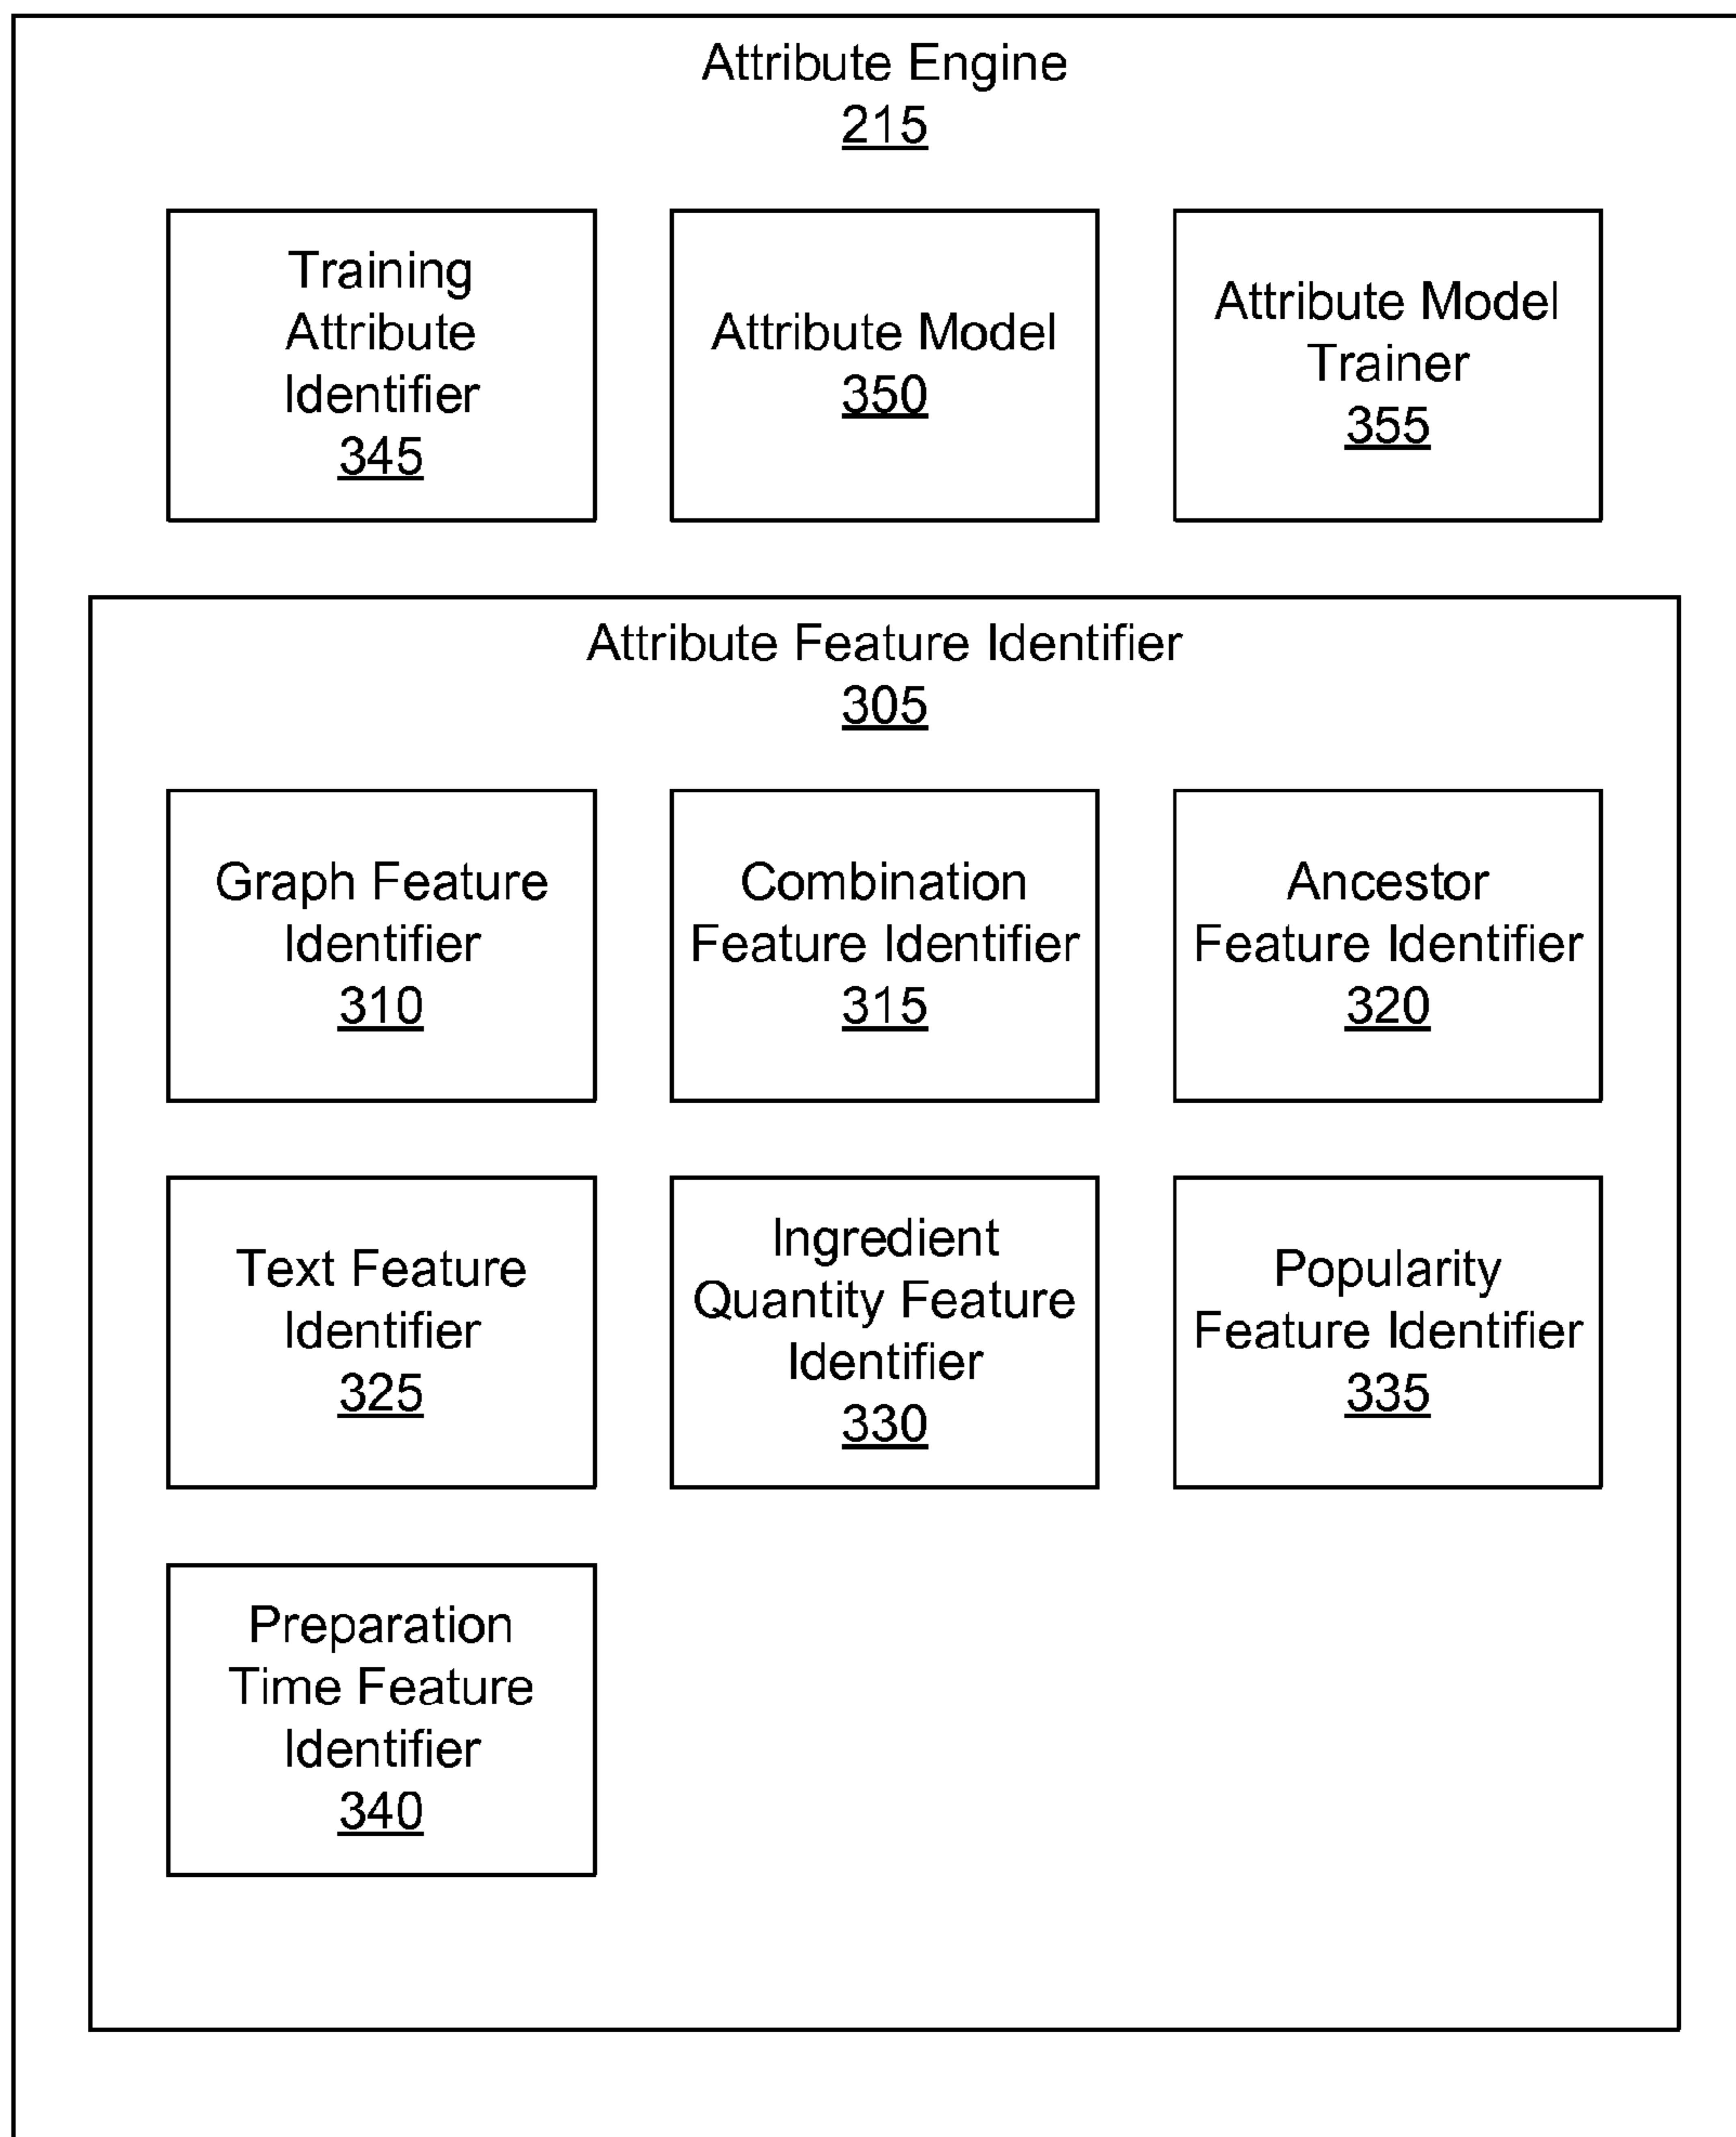 Attribute Engine
215
Training
Attribute
Identifier
345
Attribute Model
350
Attribute Model
Trainer
355
Attribute Feature Identifier
305
Graph Feature
Identifier
310
Combination
Feature Identifier
315
Ancestor
Feature Identifier
320
Text Feature
Identifier
325
Ingredient
Quantity Feature
Identifier
330
Popularity
Feature Identifier
335
Preparation
Time Feature
Identifier
340